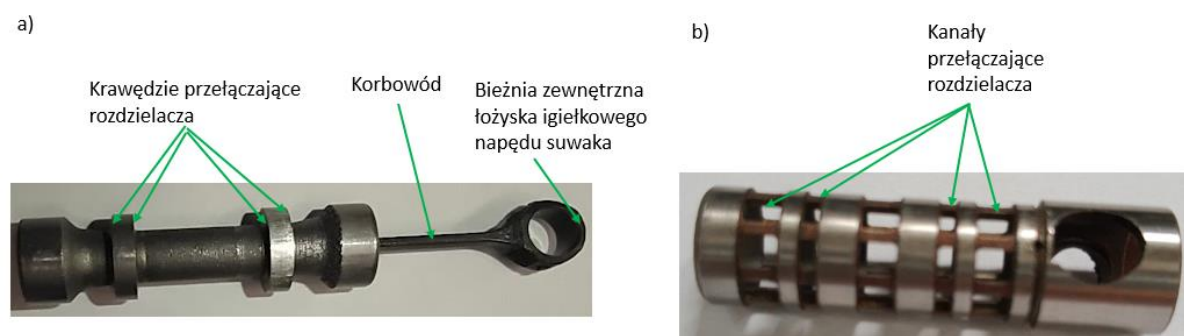 a)
Krawędzie przełączające
rozdzielacza
Korbowód
Bieżnia zewnętrzna
łożyska igiełkowego
napędu suwaka
b)
Kanały
przełączające
rozdzielacza